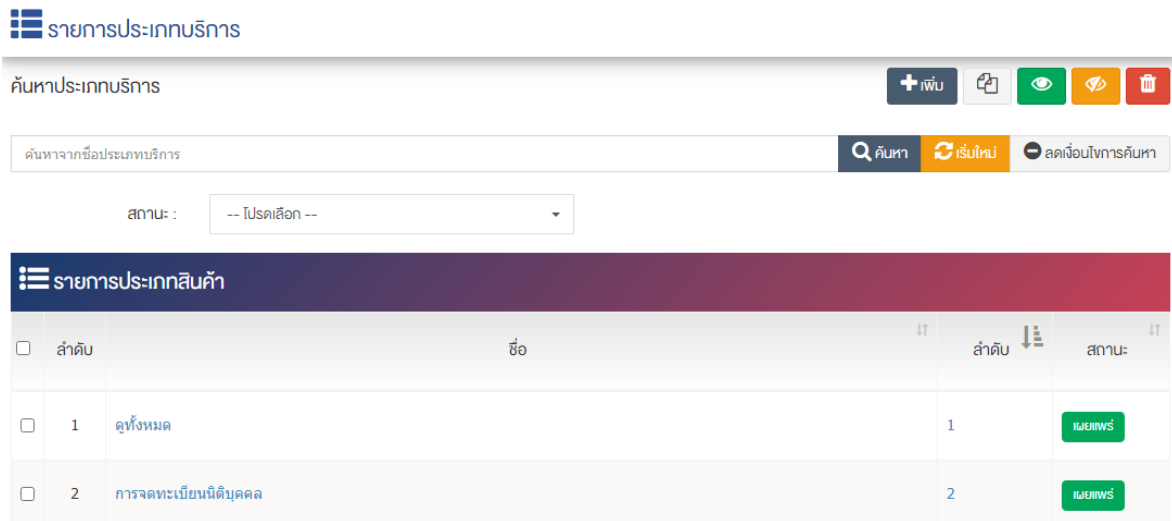 รายการประเภทบริการ
ค้นหาประเภทบริการ
เพิ่ม
ค้นหาจากชื่อประเภทบริการ
ค้นหา เริ่มใหม่ ลดเงื่อนไขการค้นหา
สถานะ : -- โปรดเลือก --
รายการประเภทสินค้า
ลำดับ ชื่อ ลำดับ สถานะ
1 ดูทั้งหมด 1 เผยแพร่
2 การจดทะเบียนนิติบุคคล 2 เผยแพร่